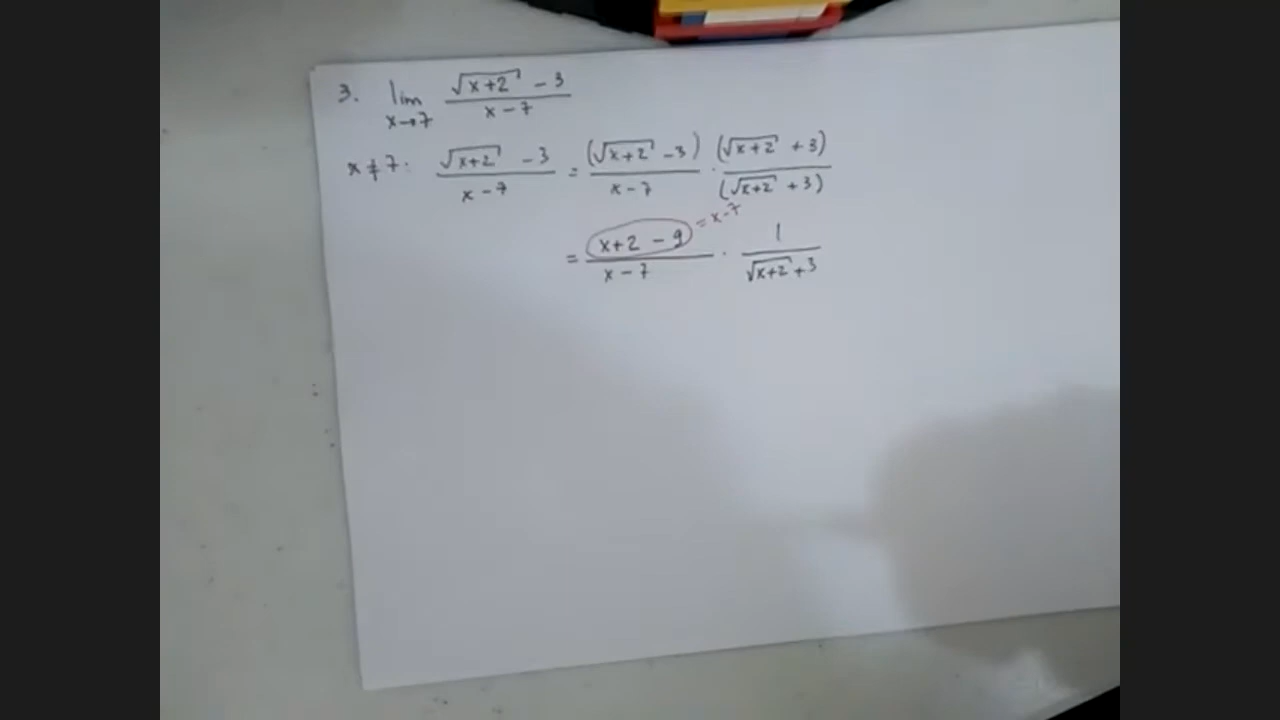 3. lim x→7 (√(x+2) − 3)/(x − 7)
x ≠ 7: (√(x+2) − 3)/(x − 7) = (√(x+2) − 3)/(x − 7) · (√(x+2) + 3)/(√(x+2) + 3)
= (x+2 − 9)/(x − 7) · 1/(√(x+2) + 3)
= x − 7